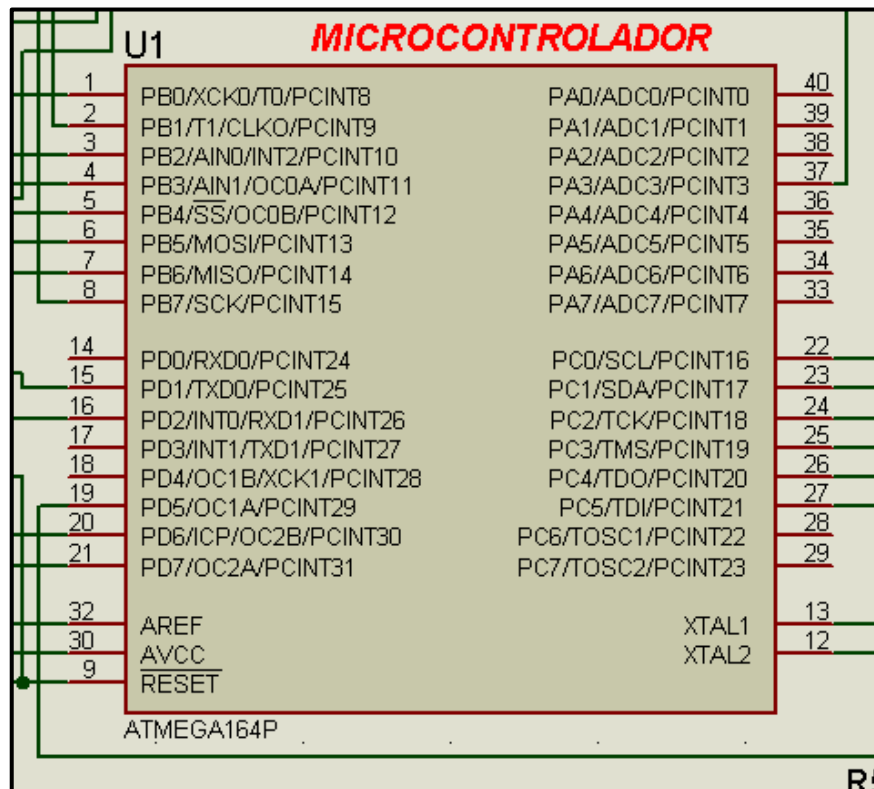 U1
MICROCONTROLADOR
1 PB0/XCK0/T0/PCINT8
2 PB1/T1/CLKO/PCINT9
3 PB2/AIN0/INT2/PCINT10
4 PB3/AIN1/OC0A/PCINT11
5 PB4/SS/OC0B/PCINT12
6 PB5/MOSI/PCINT13
7 PB6/MISO/PCINT14
8 PB7/SCK/PCINT15
14 PD0/RXD0/PCINT24
15 PD1/TXD0/PCINT25
16 PD2/INT0/RXD1/PCINT26
17 PD3/INT1/TXD1/PCINT27
18 PD4/OC1B/XCK1/PCINT28
19 PD5/OC1A/PCINT29
20 PD6/ICP/OC2B/PCINT30
21 PD7/OC2A/PCINT31
32 AREF
30 AVCC
9 RESET
PA0/ADC0/PCINT0 40
PA1/ADC1/PCINT1 39
PA2/ADC2/PCINT2 38
PA3/ADC3/PCINT3 37
PA4/ADC4/PCINT4 36
PA5/ADC5/PCINT5 35
PA6/ADC6/PCINT6 34
PA7/ADC7/PCINT7 33
PC0/SCL/PCINT16 22
PC1/SDA/PCINT17 23
PC2/TCK/PCINT18 24
PC3/TMS/PCINT19 25
PC4/TDO/PCINT20 26
PC5/TDI/PCINT21 27
PC6/TOSC1/PCINT22 28
PC7/TOSC2/PCINT23 29
XTAL1 13
XTAL2 12
ATMEGA164P